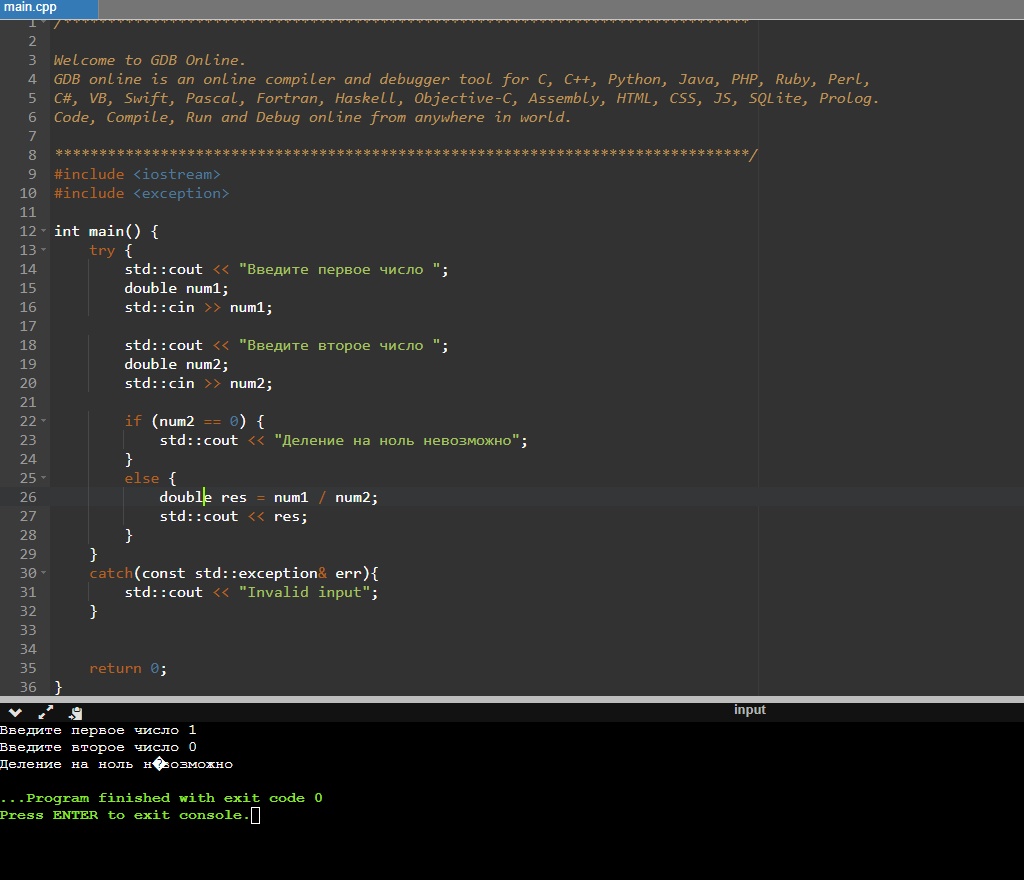 main.cpp
1 /*******************************************************************************
2
3 Welcome to GDB Online.
4 GDB online is an online compiler and debugger tool for C, C++, Python, Java, PHP, Ruby, Perl,
5 C#, VB, Swift, Pascal, Fortran, Haskell, Objective-C, Assembly, HTML, CSS, JS, SQLite, Prolog.
6 Code, Compile, Run and Debug online from anywhere in world.
7
8 *******************************************************************************/
9 #include <iostream>
10 #include <exception>
11
12 int main() {
13     try {
14         std::cout << "Введите первое число ";
15         double num1;
16         std::cin >> num1;
17
18         std::cout << "Введите второе число ";
19         double num2;
20         std::cin >> num2;
21
22         if (num2 == 0) {
23             std::cout << "Деление на ноль невозможно";
24         }
25         else {
26             double res = num1 / num2;
27             std::cout << res;
28         }
29     }
30     catch(const std::exception& err){
31         std::cout << "Invalid input";
32     }
33
34
35     return 0;
36 }
input
Введите первое число 1
Введите второе число 0
Деление на ноль н�возможно
...Program finished with exit code 0
Press ENTER to exit console.